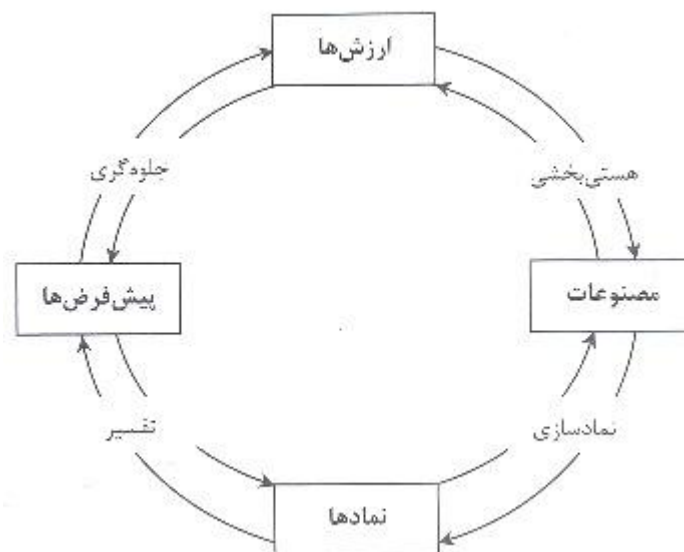 ارزش‌ها
جلوه‌گری
هستی‌بخشی
پیش‌فرض‌ها
مصنوعات
تفسیر
نمادسازی
نمادها